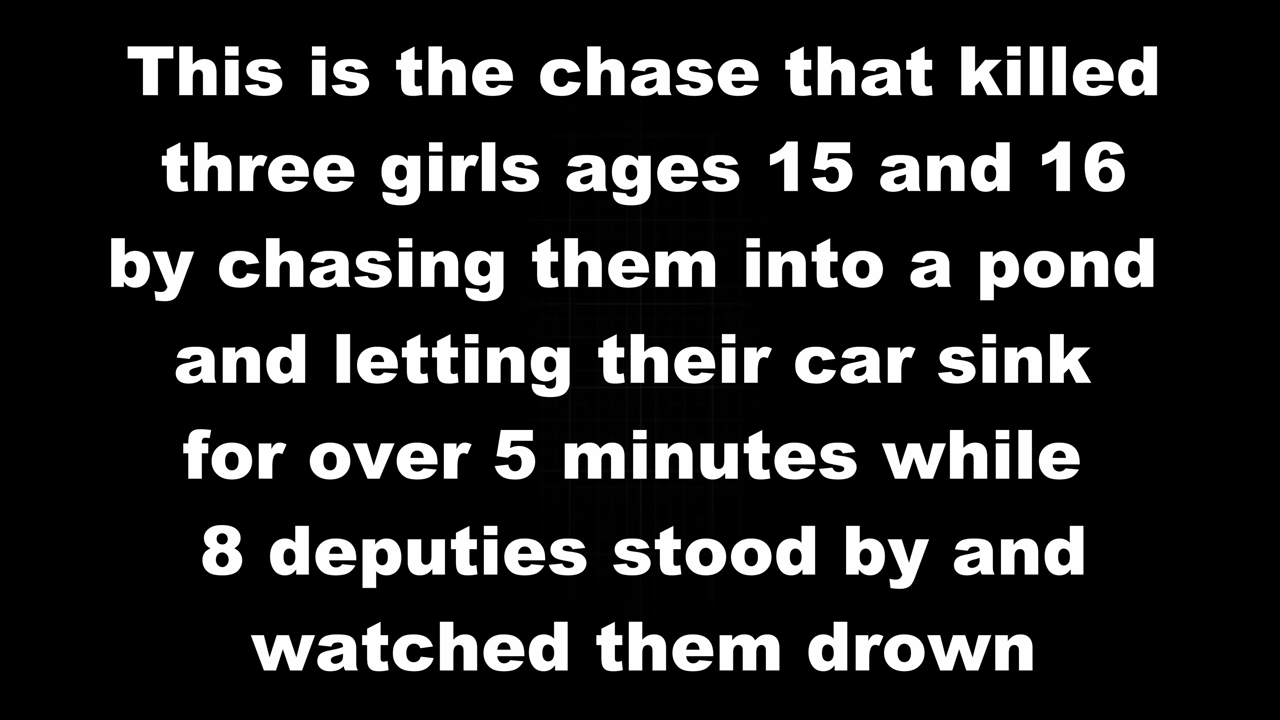 This is the chase that killed
three girls ages 15 and 16
by chasing them into a pond
and letting their car sink
for over 5 minutes while
8 deputies stood by and
watched them drown